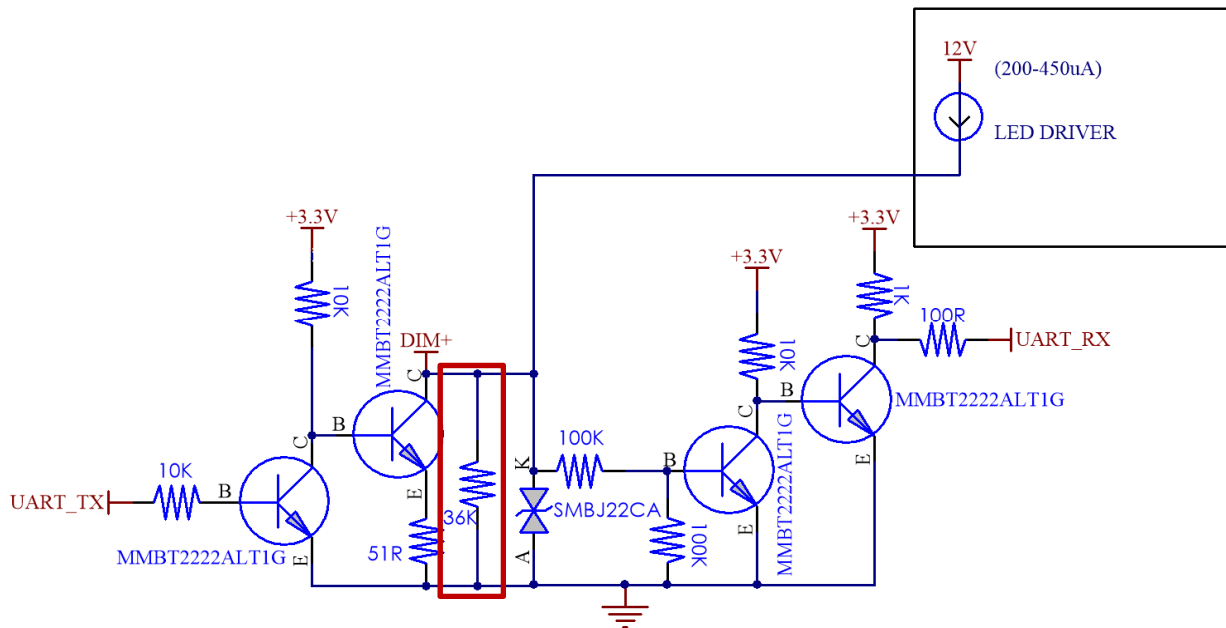 12V
(200-450uA)
LED DRIVER
+3.3V
10K
MMBT2222ALT1G
DIM+
C
B
E
51R
36K
C
B
E
10K
UART_TX
MMBT2222ALT1G
K
A
SMBJ22CA
100K
100K
+3.3V
10K
C
B
E
MMBT2222ALT1G
+3.3V
1K
100R
UART_RX
C
B
E
MMBT2222ALT1G